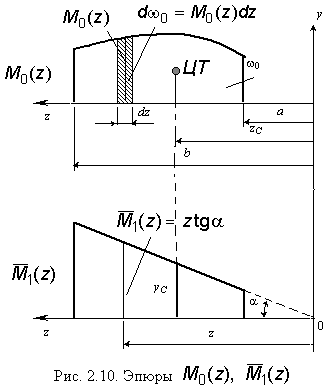 M₀(z) dω₀ = M₀(z)dz
y
ω₀
M₀(z)
ЦТ
z dz a
z_C
b
M̅₁(z) = ztgα
M̅₁(z)
y_C
α
z z 0
Рис. 2.10. Эпюры M₀(z), M̅₁(z)